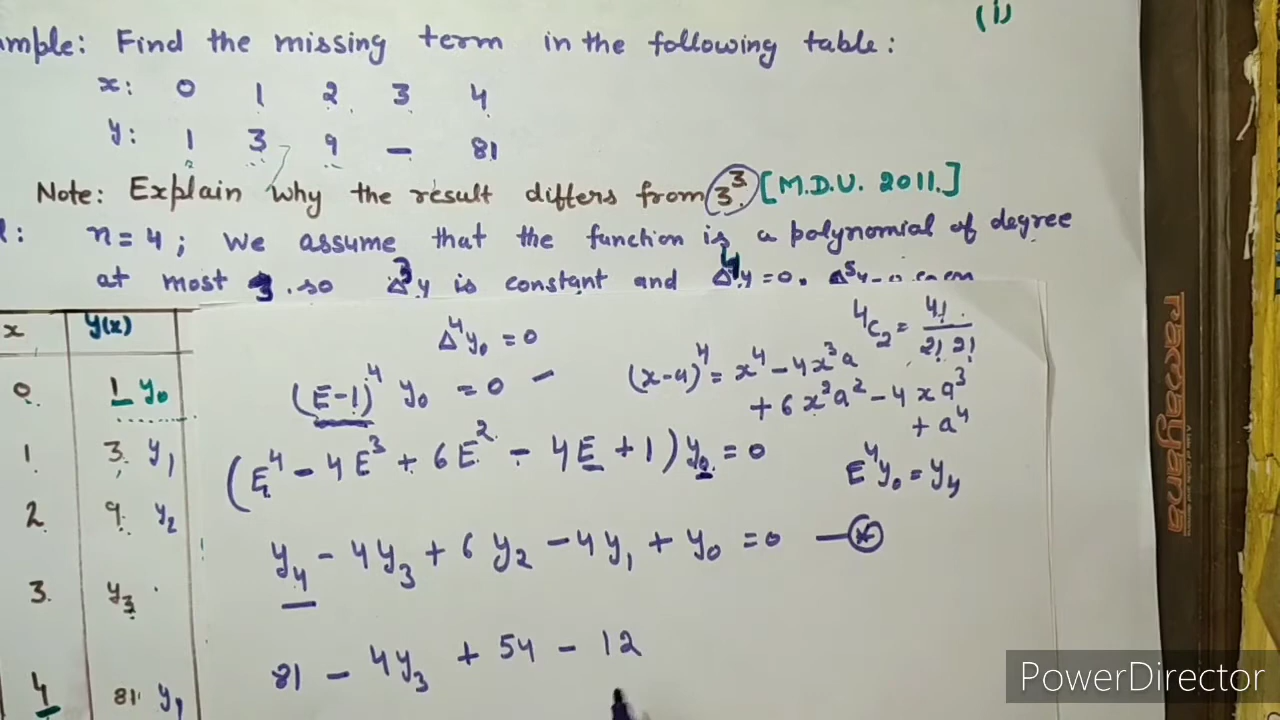 (i)
ample: Find the missing term in the following table:
x: 0 1 2 3 4
y: 1 3 9 – 81
Note: Explain why the result differs from 3³. [M.D.U. 2011.]
l: n=4; we assume that the function is a polynomial of degree
at most 3. so Δ³y is constant and Δ⁴y=0.
x y(x)
0. 1 y₀
1. 3. y₁
2. 9. y₂
3. y₃
4 81 y₁
Δ⁴y₀ = 0
⁴C₂ = 4!/2! 2!
(E-1)⁴ y₀ = 0 –
(x-a)⁴ = x⁴ - 4x³a
+ 6x²a² - 4xa³
+ a⁴
(E⁴ - 4E³ + 6E² - 4E + 1) y₀ = 0
E⁴y₀ = y₄
y₄ - 4y₃ + 6y₂ - 4y₁ + y₀ = 0 —⊛
81 - 4y₃ + 54 - 12
racayana
PowerDirector